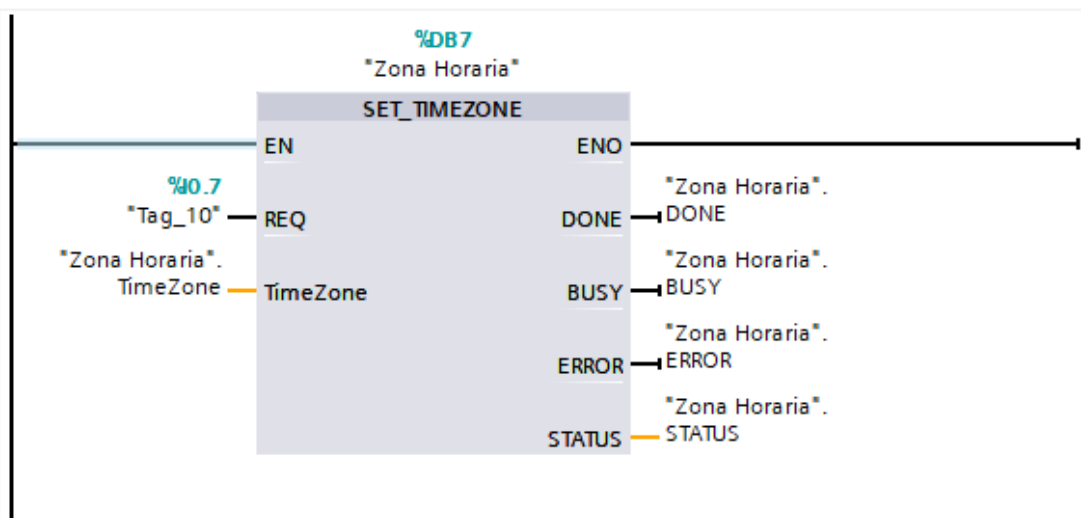 %DB7
"Zona Horaria"
SET_TIMEZONE
EN
ENO
%I0.7
"Tag_10"
REQ
DONE
"Zona Horaria".
DONE
"Zona Horaria".
TimeZone
TimeZone
BUSY
"Zona Horaria".
BUSY
ERROR
"Zona Horaria".
ERROR
STATUS
"Zona Horaria".
STATUS